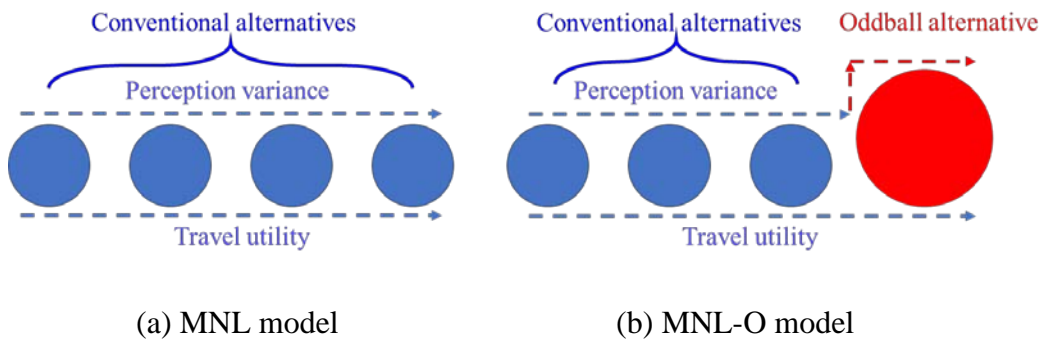 Conventional alternatives
Perception variance
Travel utility
(a) MNL model
Conventional alternatives
Oddball alternative
Perception variance
Travel utility
(b) MNL-O model